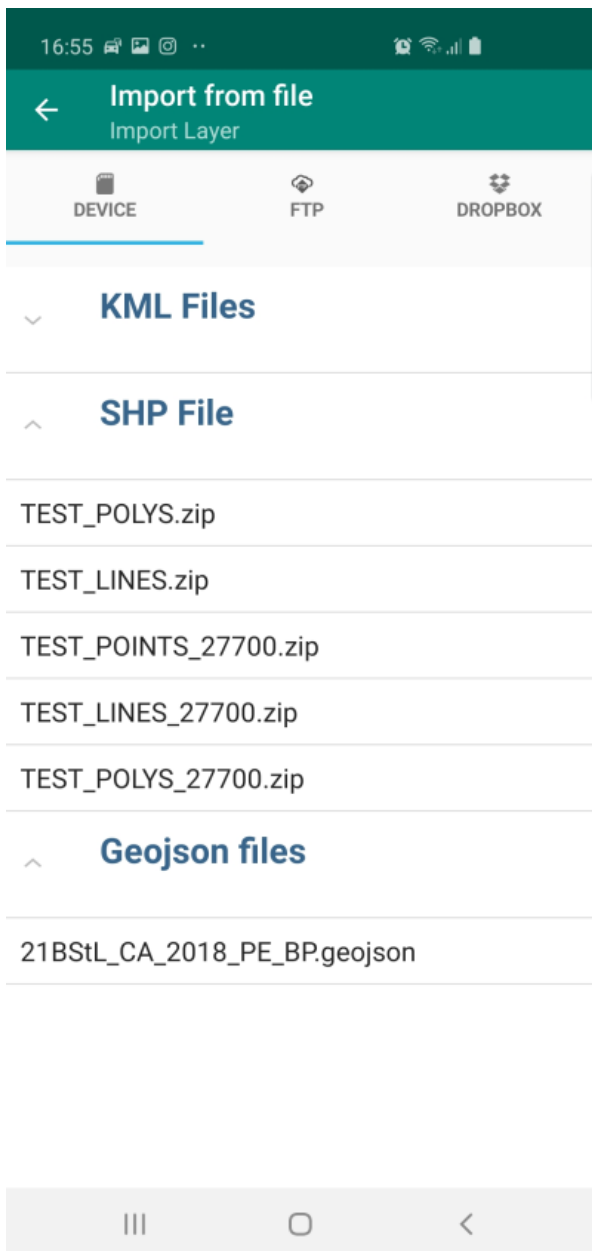 16:55
Import from file
Import Layer
DEVICE
FTP
DROPBOX
KML Files
SHP File
TEST_POLYS.zip
TEST_LINES.zip
TEST_POINTS_27700.zip
TEST_LINES_27700.zip
TEST_POLYS_27700.zip
Geojson files
21BStL_CA_2018_PE_BP.geojson